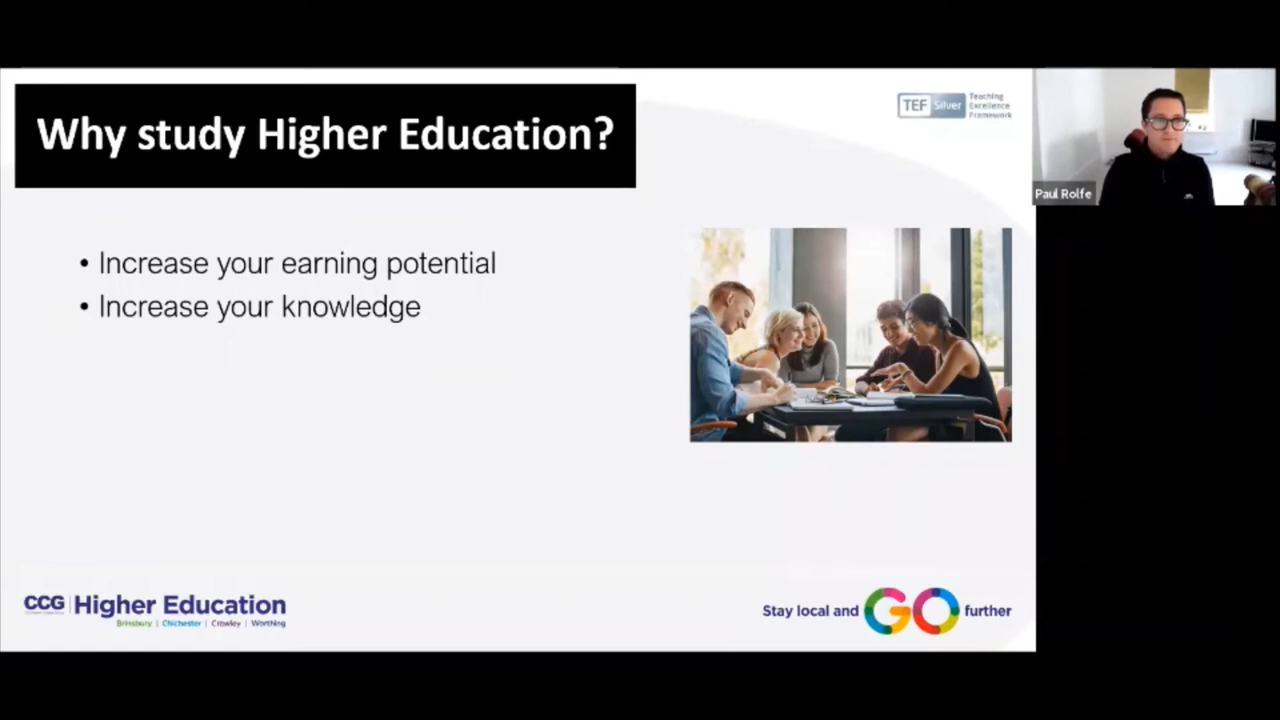 Why study Higher Education?
TEF Silver
Teaching
Excellence
Framework
Paul Rolfe
• Increase your earning potential
• Increase your knowledge
CCG Higher Education
Brinsbury | Chichester | Crawley | Worthing
Stay local and GO further